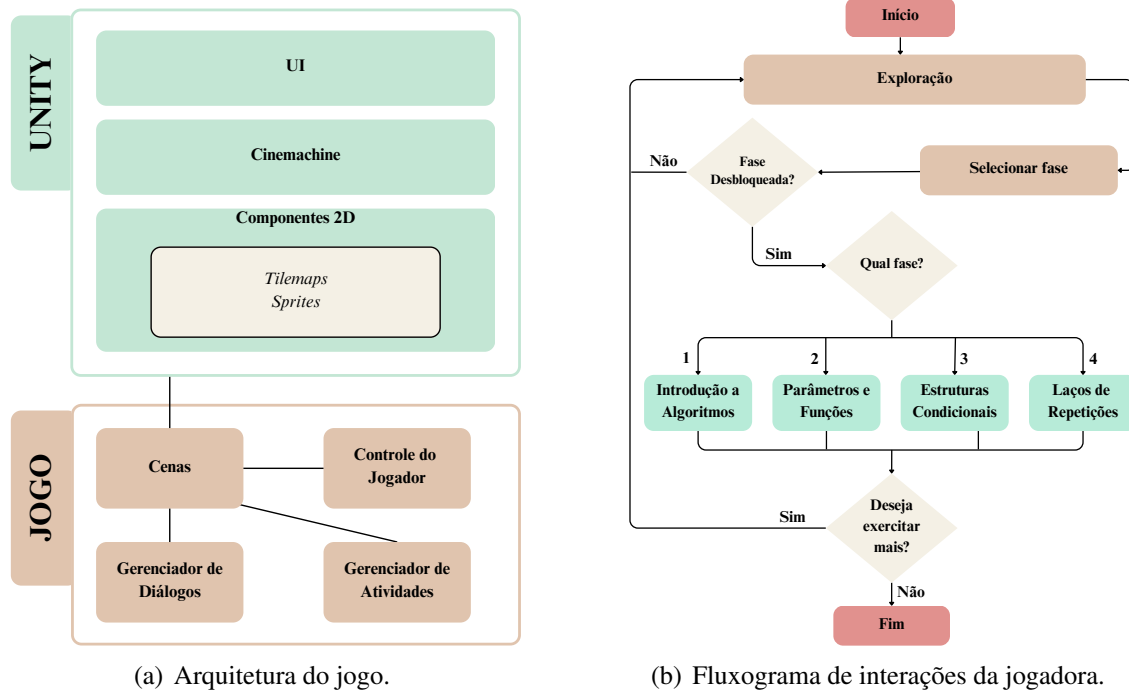 UNITY
UI
Cinemachine
Componentes 2D
Tilemaps
Sprites
JOGO
Cenas
Controle do
Jogador
Gerenciador de
Diálogos
Gerenciador de
Atividades
(a) Arquitetura do jogo.
Início
Exploração
Não
Fase
Desbloqueada?
Selecionar fase
Sim
Qual fase?
1
2
3
4
Introdução a
Algoritmos
Parâmetros e
Funções
Estruturas
Condicionais
Laços de
Repetições
Sim
Deseja
exercitar
mais?
Não
Fim
(b) Fluxograma de interações da jogadora.